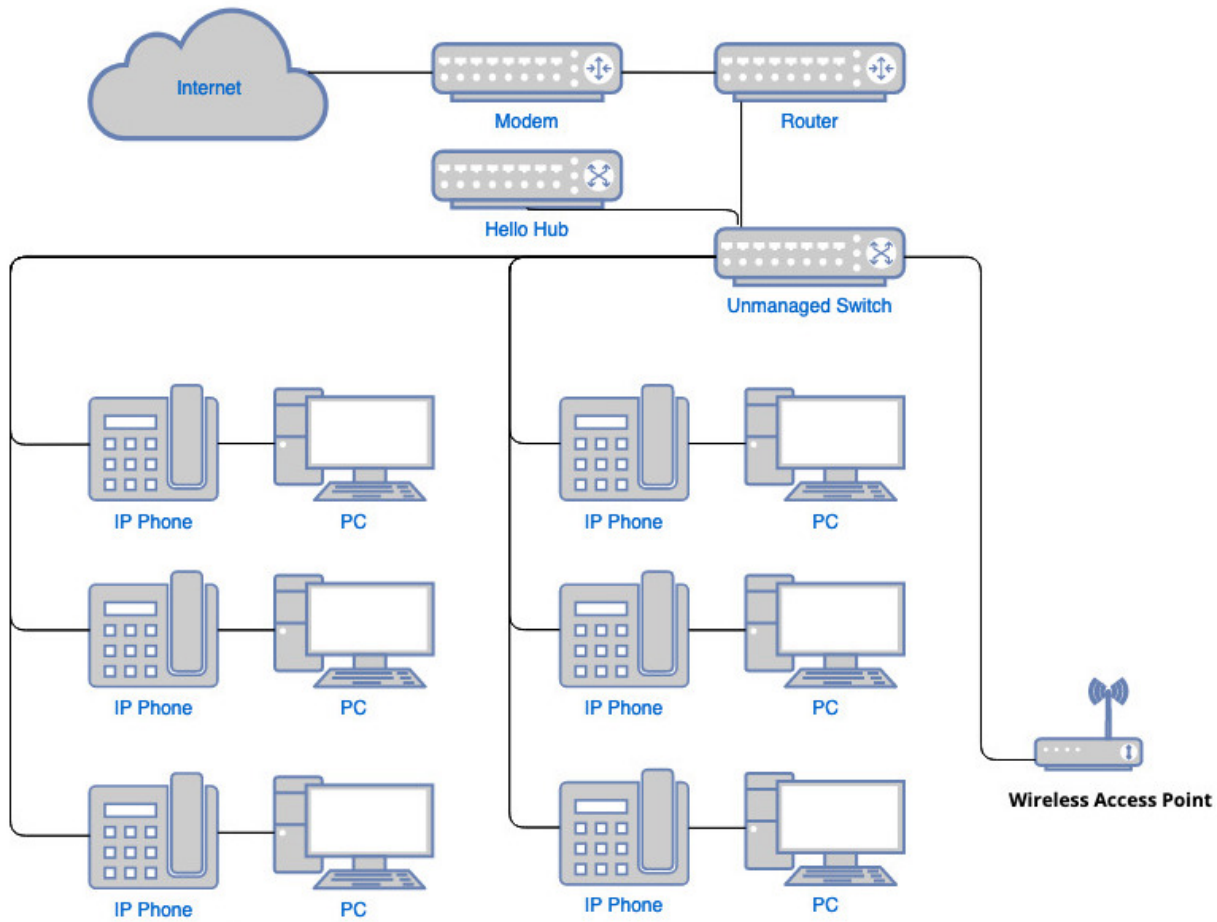 Internet
Modem
Router
Hello Hub
Unmanaged Switch
IP Phone
PC
IP Phone
PC
IP Phone
PC
IP Phone
PC
Wireless Access Point
IP Phone
PC
IP Phone
PC